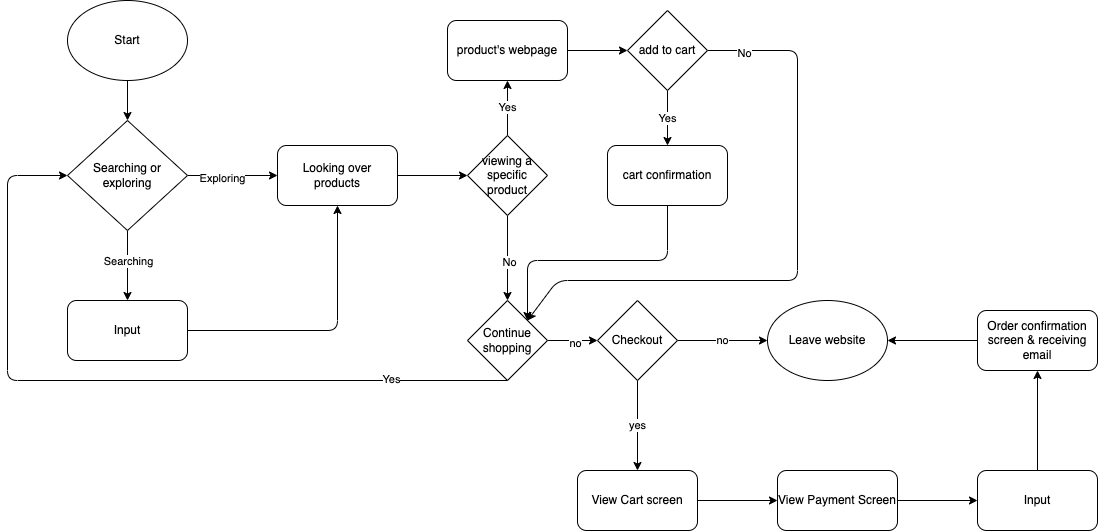 Start
product's webpage
add to cart
No
Yes
Yes
viewing a
specific
product
cart confirmation
Searching or
exploring
Exploring
Looking over
products
Searching
No
Input
Continue
shopping
no
Checkout
no
Leave website
Order confirmation
screen & receiving
email
Yes
yes
View Cart screen
View Payment Screen
Input